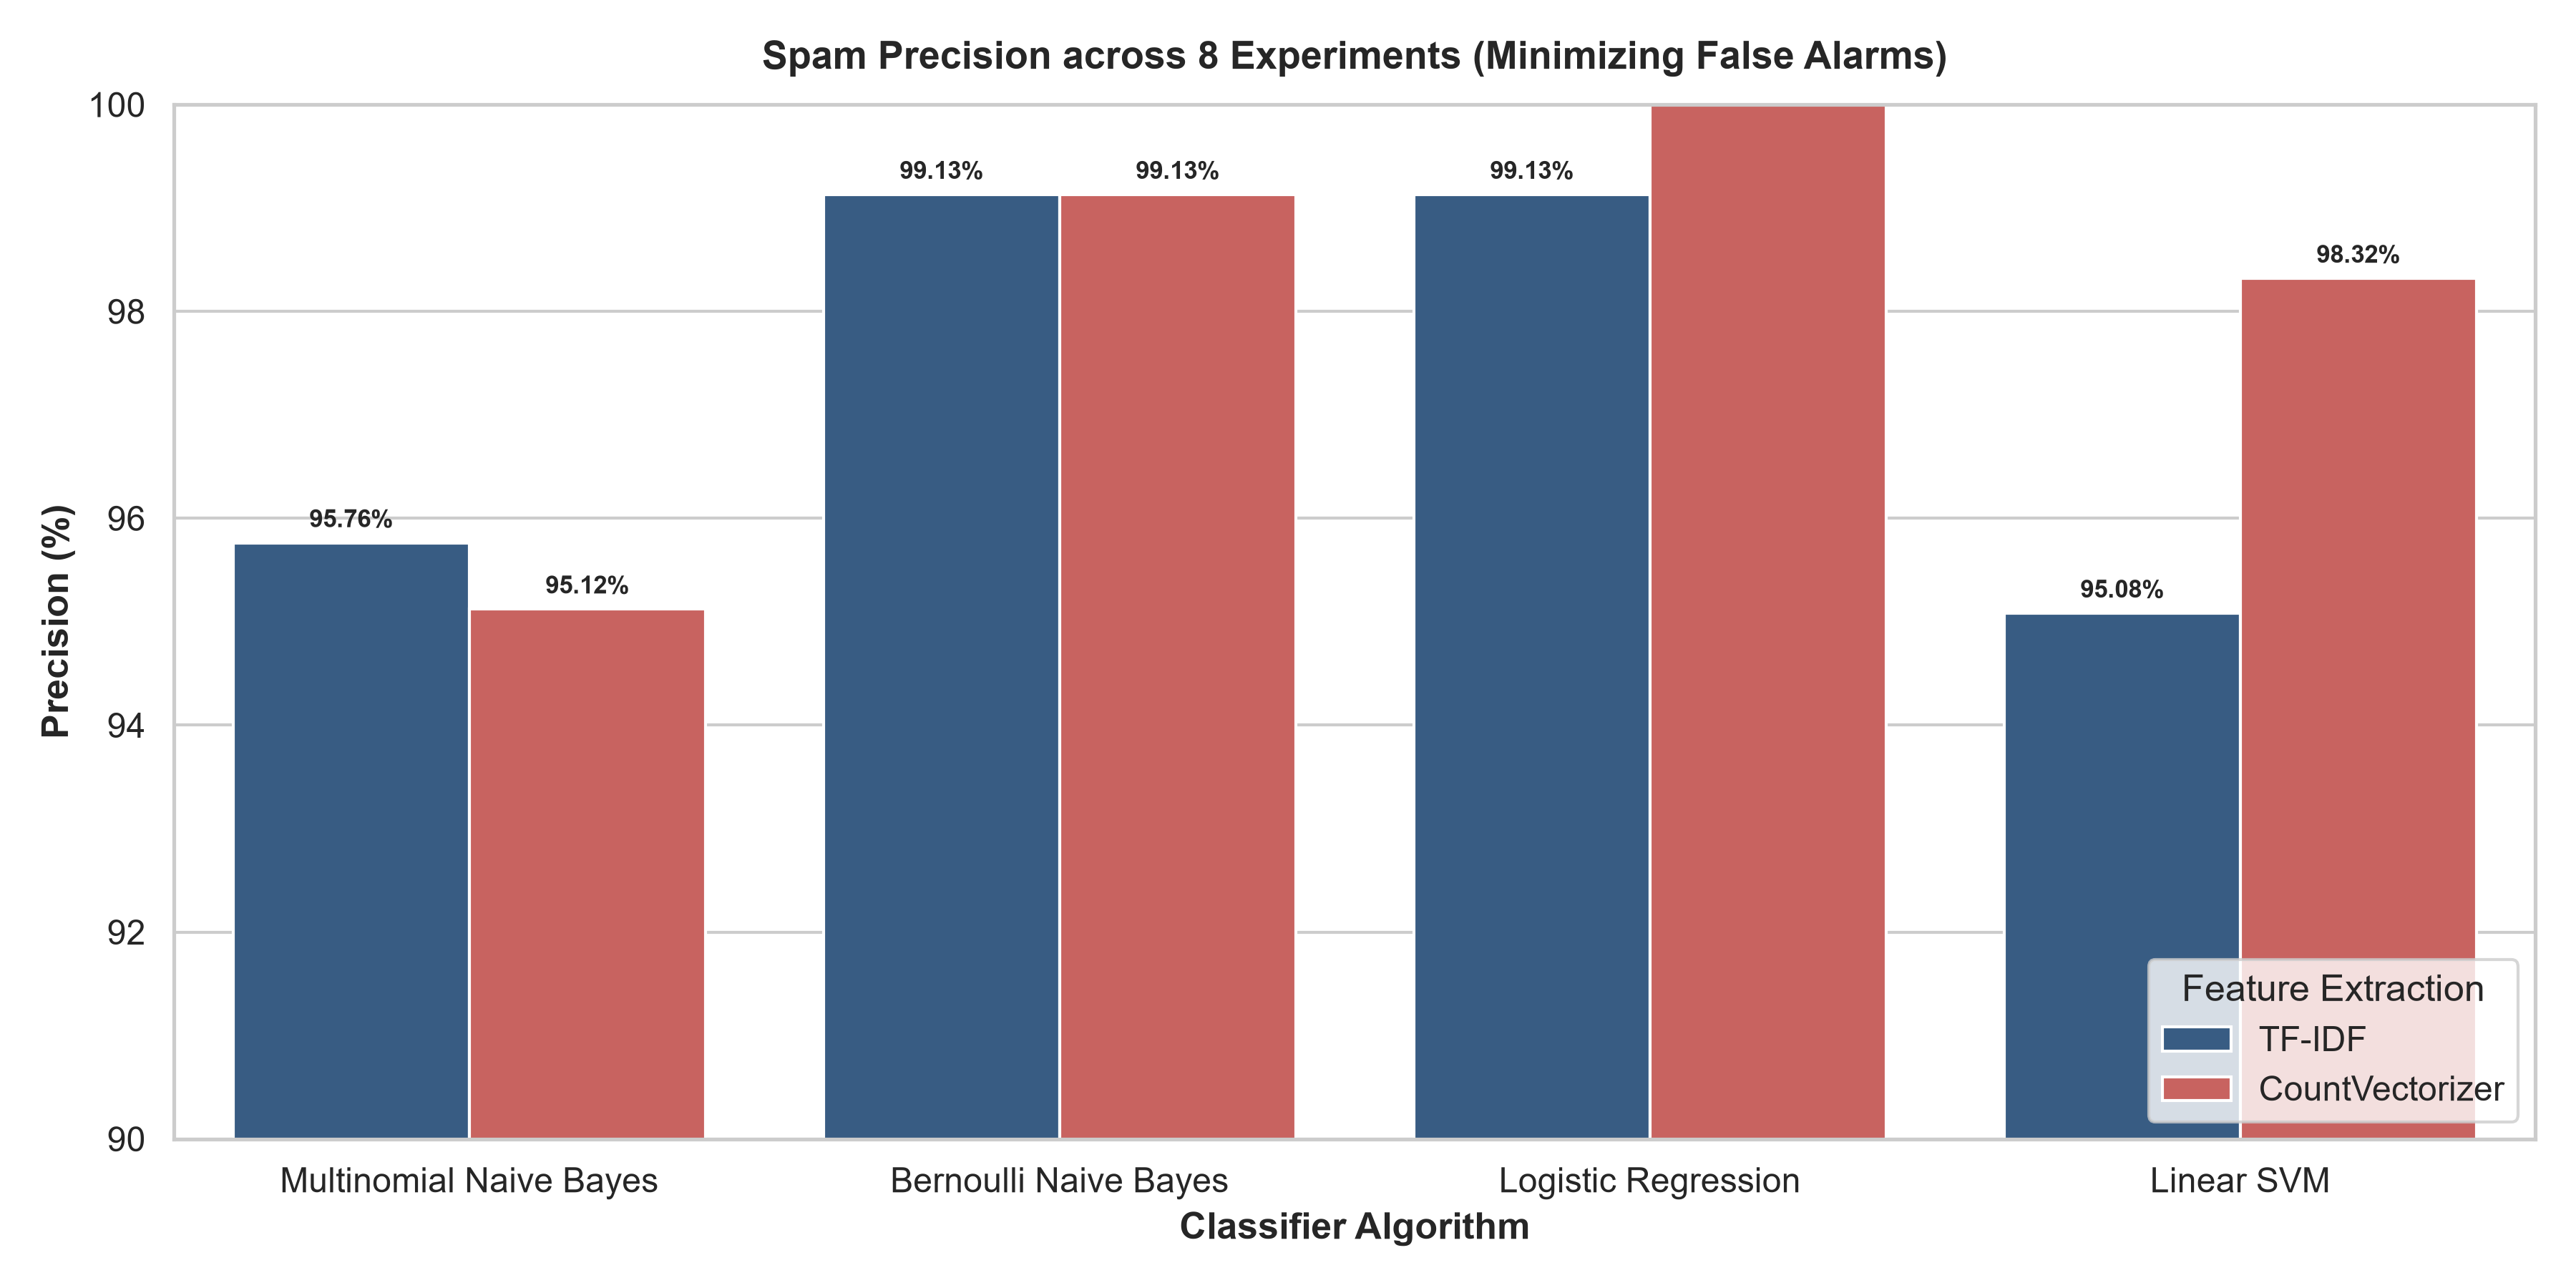 Spam Precision across 8 Experiments (Minimizing False Alarms)
Precision (%)
100
98
96
94
92
90
95.76%
95.12%
99.13%
99.13%
99.13%
95.08%
98.32%
Feature Extraction
TF-IDF
CountVectorizer
Multinomial Naive Bayes
Bernoulli Naive Bayes
Logistic Regression
Linear SVM
Classifier Algorithm